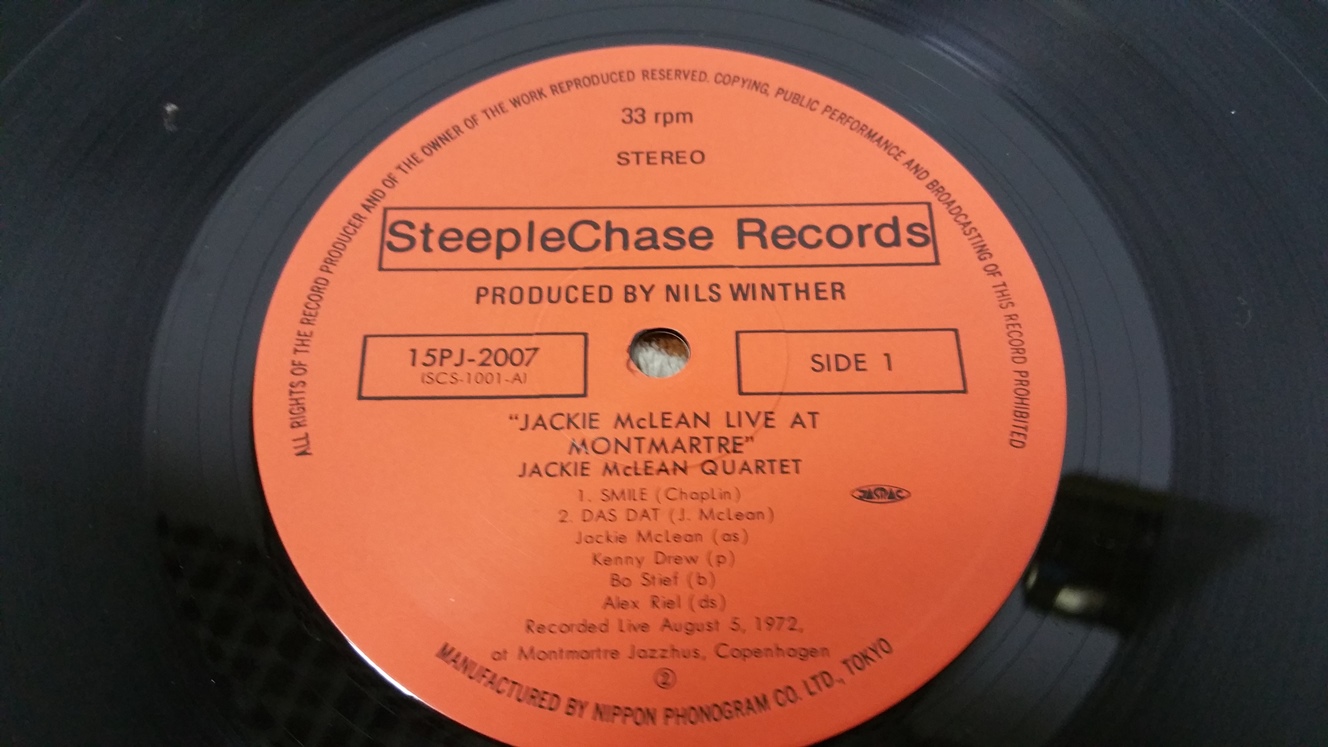 ALL RIGHTS OF THE RECORD PRODUCER AND OF THE OWNER OF THE WORK REPRODUCED RESERVED. COPYING, PUBLIC PERFORMANCE AND BROADCASTING OF THIS RECORD PROHIBITED
33 rpm
STEREO
SteepleChase Records
PRODUCED BY NILS WINTHER
15PJ-2007
(SCS-1001-A)
SIDE 1
"JACKIE McLEAN LIVE AT
MONTMARTRE"
JACKIE McLEAN QUARTET
1. SMILE (Chaplin)
JASRAC
2. DAS DAT (J. McLean)
Jackie McLean (as)
Kenny Drew (p)
Bo Stief (b)
Alex Riel (ds)
Recorded Live August 5, 1972,
at Montmartre Jazzhus, Copenhagen
②
MANUFACTURED BY NIPPON PHONOGRAM CO. LTD., TOKYO